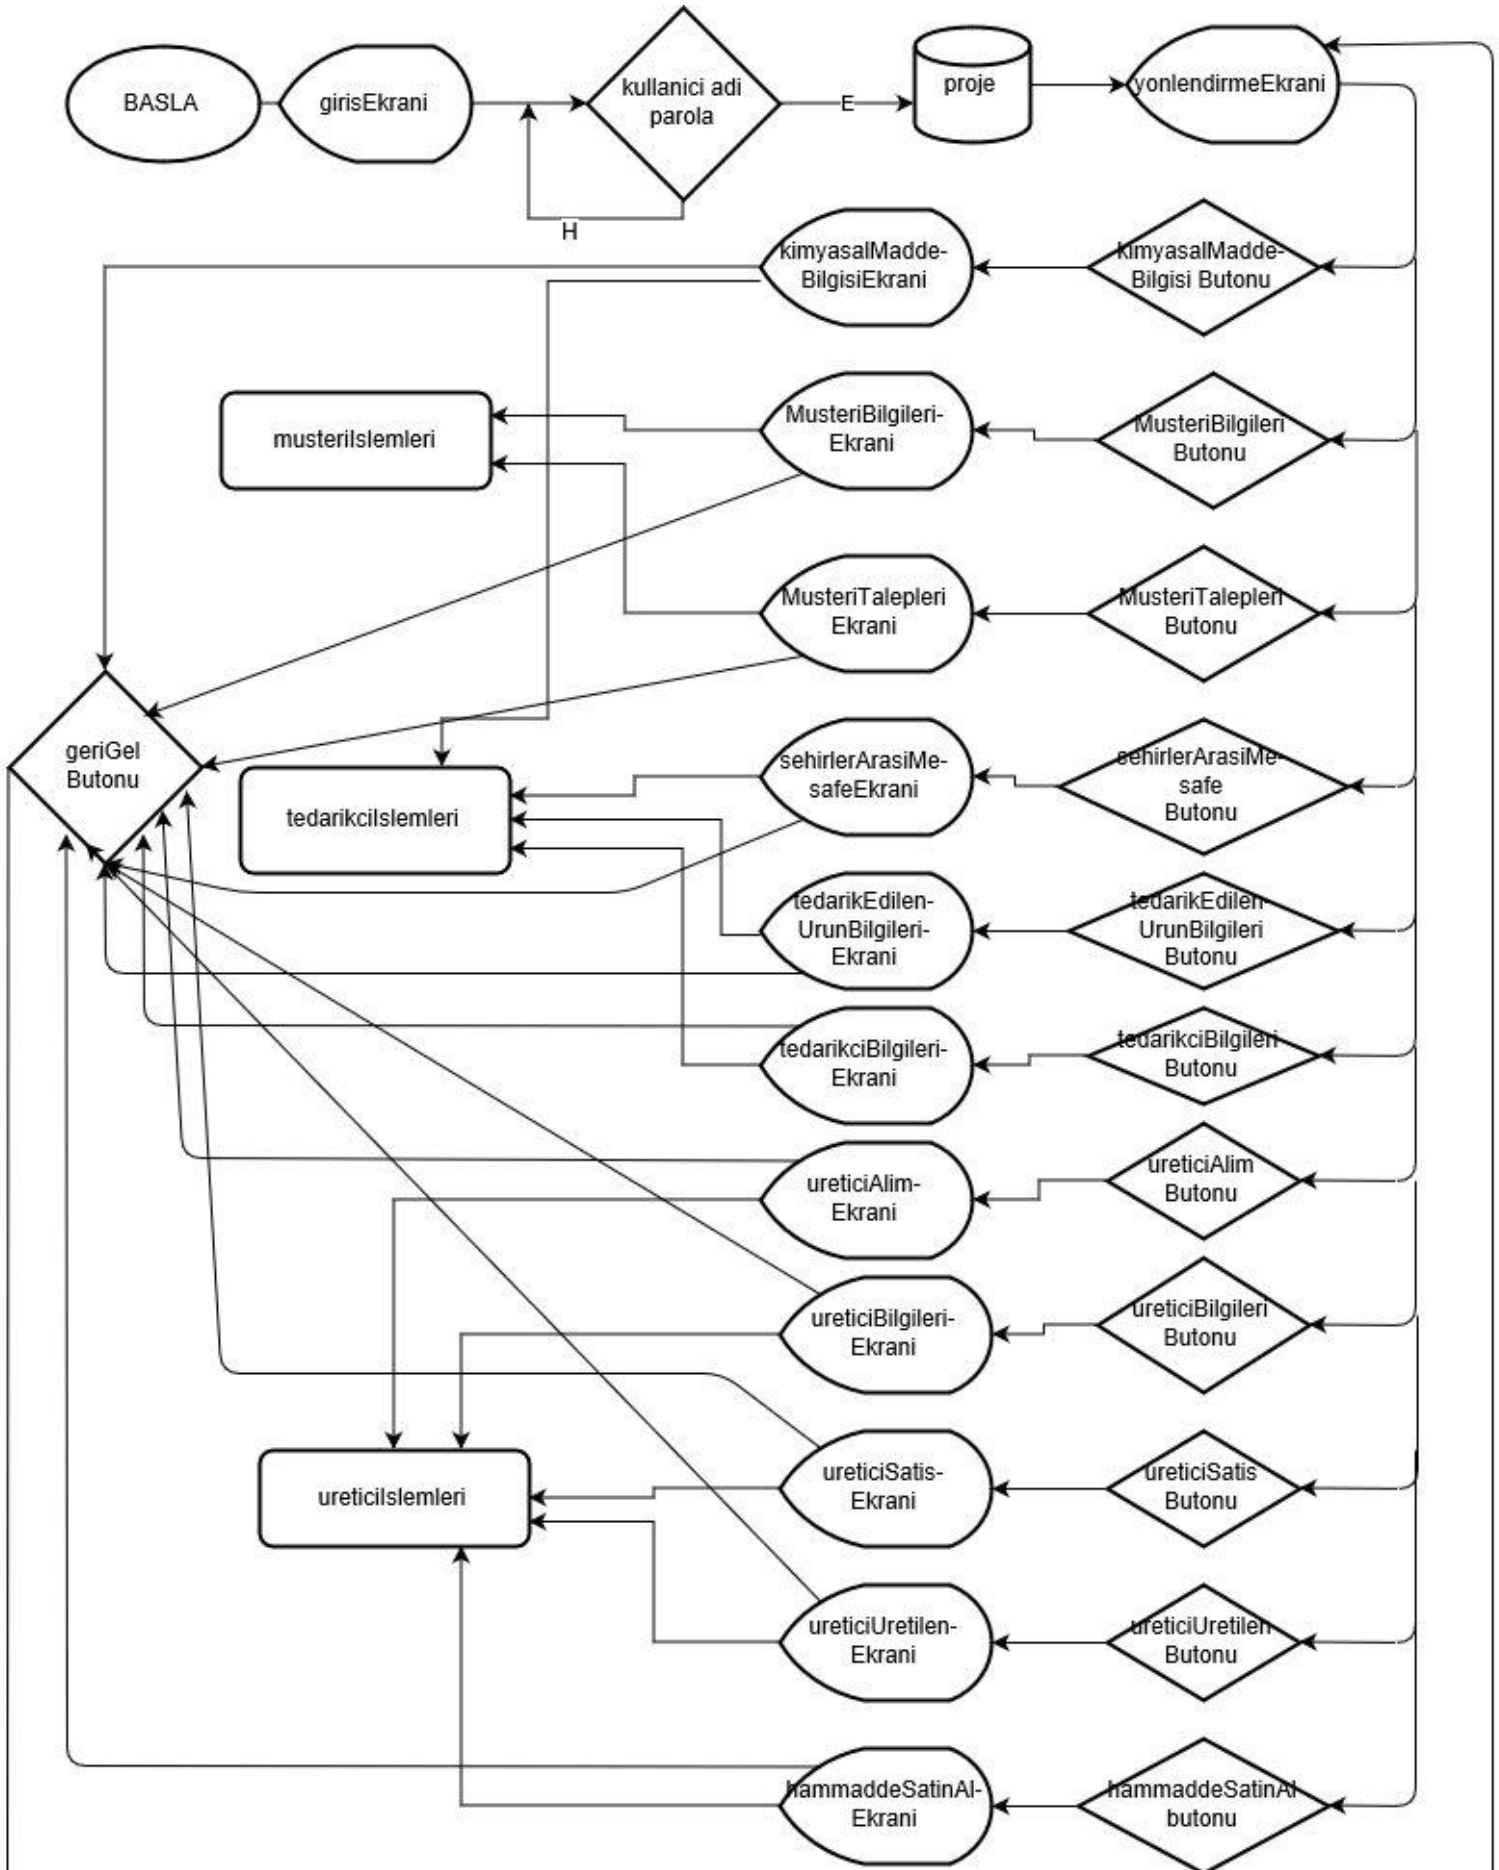 BASLA
girisEkrani
kullanici adi
parola
E
proje
yonlendirmeEkrani
H
kimyasalMadde-
BilgisiEkrani
kimyasalMadde-
Bilgisi Butonu
musteriIslemleri
MusteriBilgileri-
Ekrani
MusteriBilgileri
Butonu
MusteriTalepleri
Ekrani
MusteriTalepleri
Butonu
geriGel
Butonu
tedarikciIslemleri
sehirlerArasiMe-
safeEkrani
sehirlerArasiMe-
safe
Butonu
tedarikEdilen-
UrunBilgileri-
Ekrani
tedarikEdilen-
UrunBilgileri
Butonu
tedarikciBilgileri-
Ekrani
tedarikciBilgileri
Butonu
ureticiAlim-
Ekrani
ureticiAlim
Butonu
ureticiBilgileri-
Ekrani
ureticiBilgileri
Butonu
ureticiIslemleri
ureticiSatis-
Ekrani
ureticiSatis
Butonu
ureticiUretilen-
Ekrani
ureticiUretilen
Butonu
hammaddeSatinAl-
Ekrani
hammaddeSatinAl
butonu